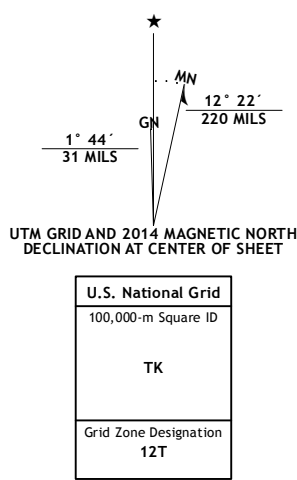 ★
MN
GN
12° 22´
220 MILS
1° 44´
31 MILS
UTM GRID AND 2014 MAGNETIC NORTH
DECLINATION AT CENTER OF SHEET
U.S. National Grid
100,000-m Square ID
TK
Grid Zone Designation
12T